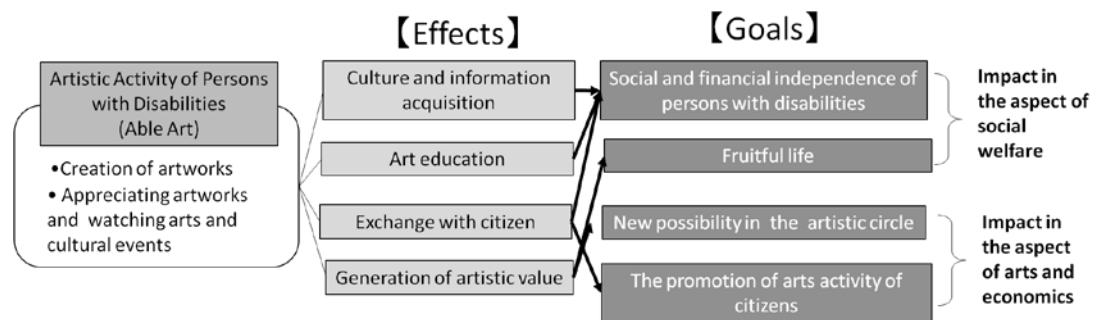 【Effects】
【Goals】
Artistic Activity of Persons
with Disabilities
(Able Art)
•Creation of artworks
• Appreciating artworks
and watching arts and
cultural events
Culture and information
acquisition
Art education
Exchange with citizen
Generation of artistic value
Social and financial independence of
persons with disabilities
Fruitful life
New possibility in the artistic circle
The promotion of arts activity of
citizens
Impact in
the aspect of
social
welfare
Impact in
the aspect
of arts and
economics